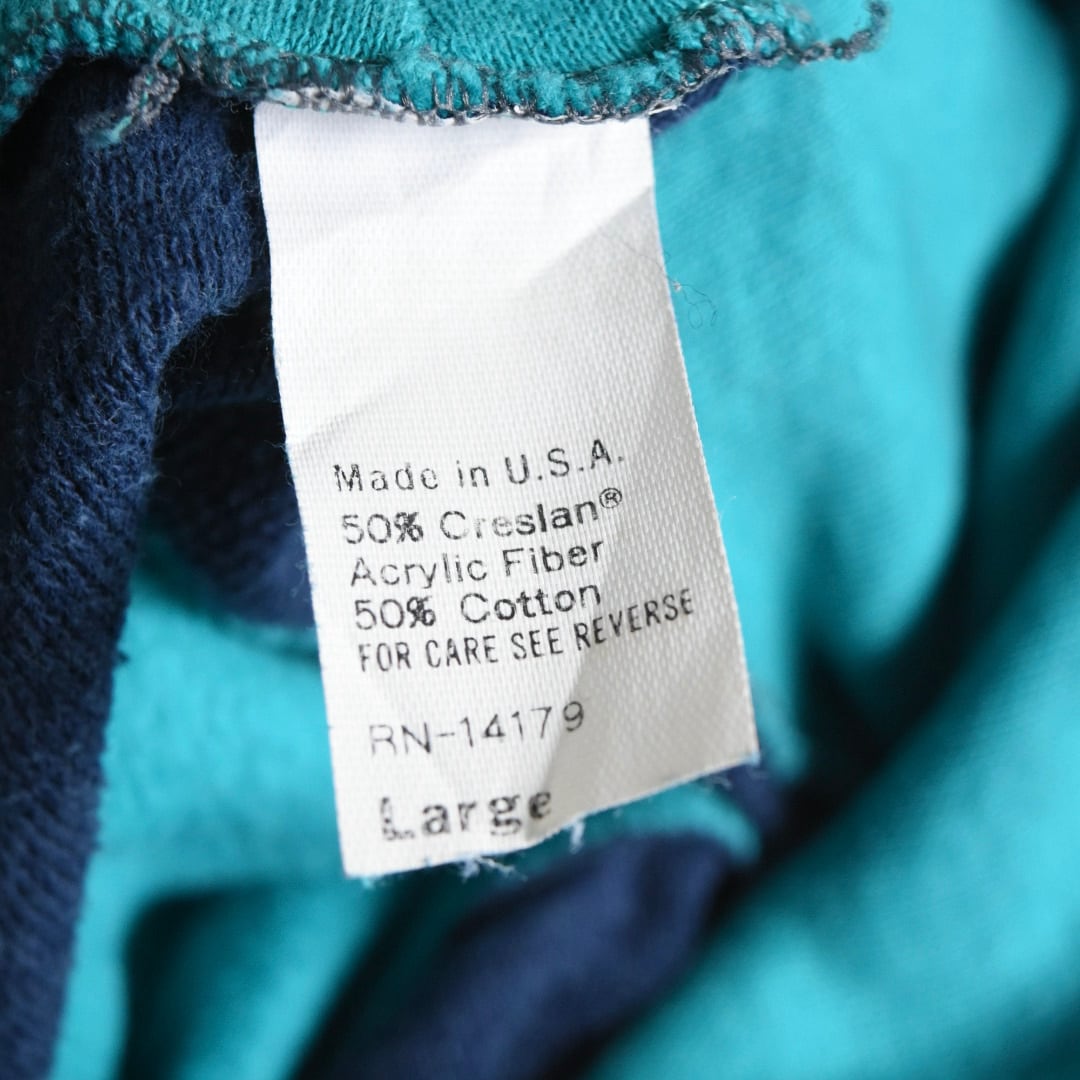 Made in U.S.A.
50% Creslan®
Acrylic Fiber
50% Cotton
FOR CARE SEE REVERSE
RN-14179
Large